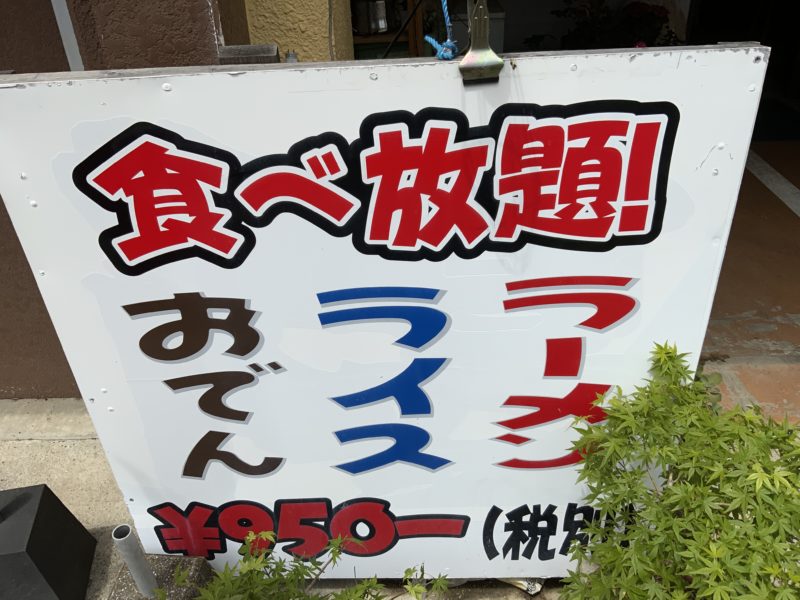 食べ放題!
ラーメン
ライス
おでん
¥950ー(税別)